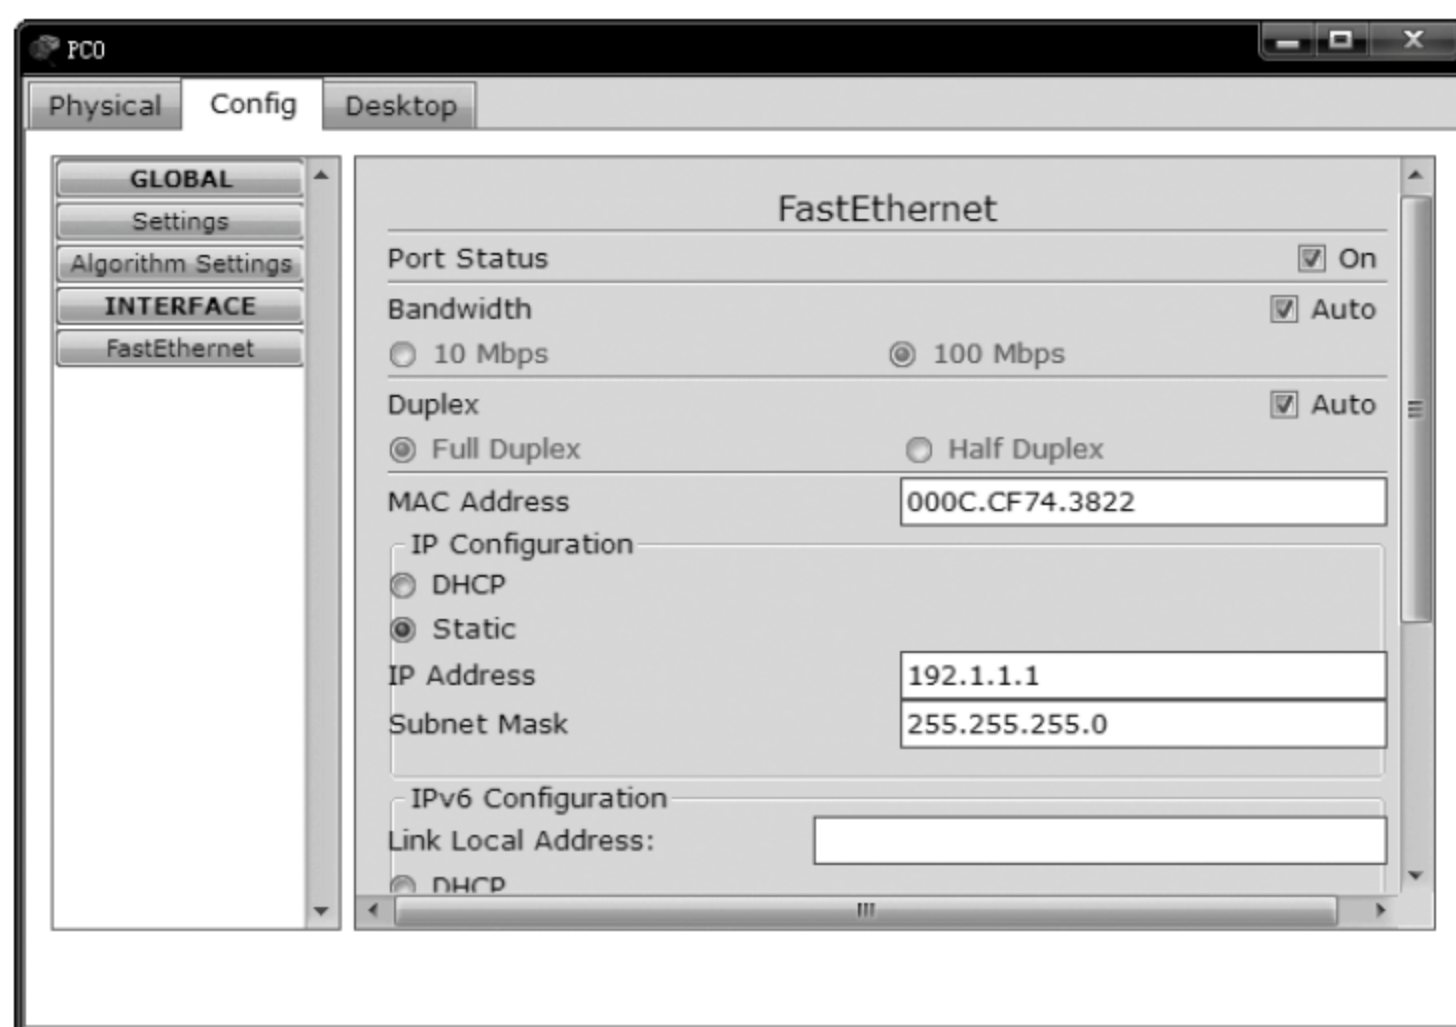 PC0
Physical Config Desktop
GLOBAL
Settings
Algorithm Settings
INTERFACE
FastEthernet
FastEthernet
Port Status On
Bandwidth Auto
10 Mbps 100 Mbps
Duplex Auto
Full Duplex Half Duplex
MAC Address 000C.CF74.3822
IP Configuration
DHCP
Static
IP Address 192.1.1.1
Subnet Mask 255.255.255.0
IPv6 Configuration
Link Local Address:
DHCP